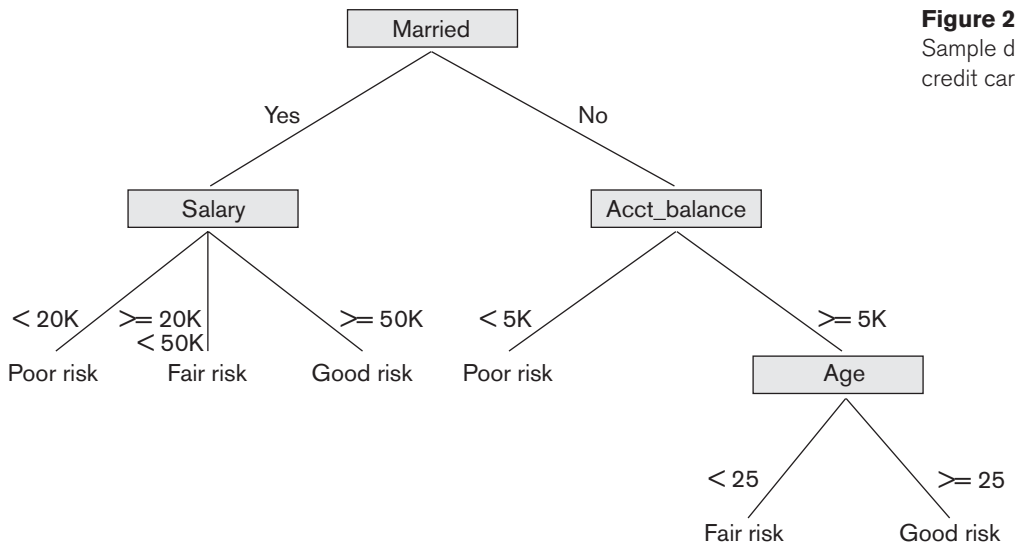 Figure 2
Sample d
credit car
Married
Yes
No
Salary
Acct_balance
< 20K
>= 20K
< 50K
>= 50K
< 5K
>= 5K
Poor risk
Fair risk
Good risk
Poor risk
Age
< 25
>= 25
Fair risk
Good risk